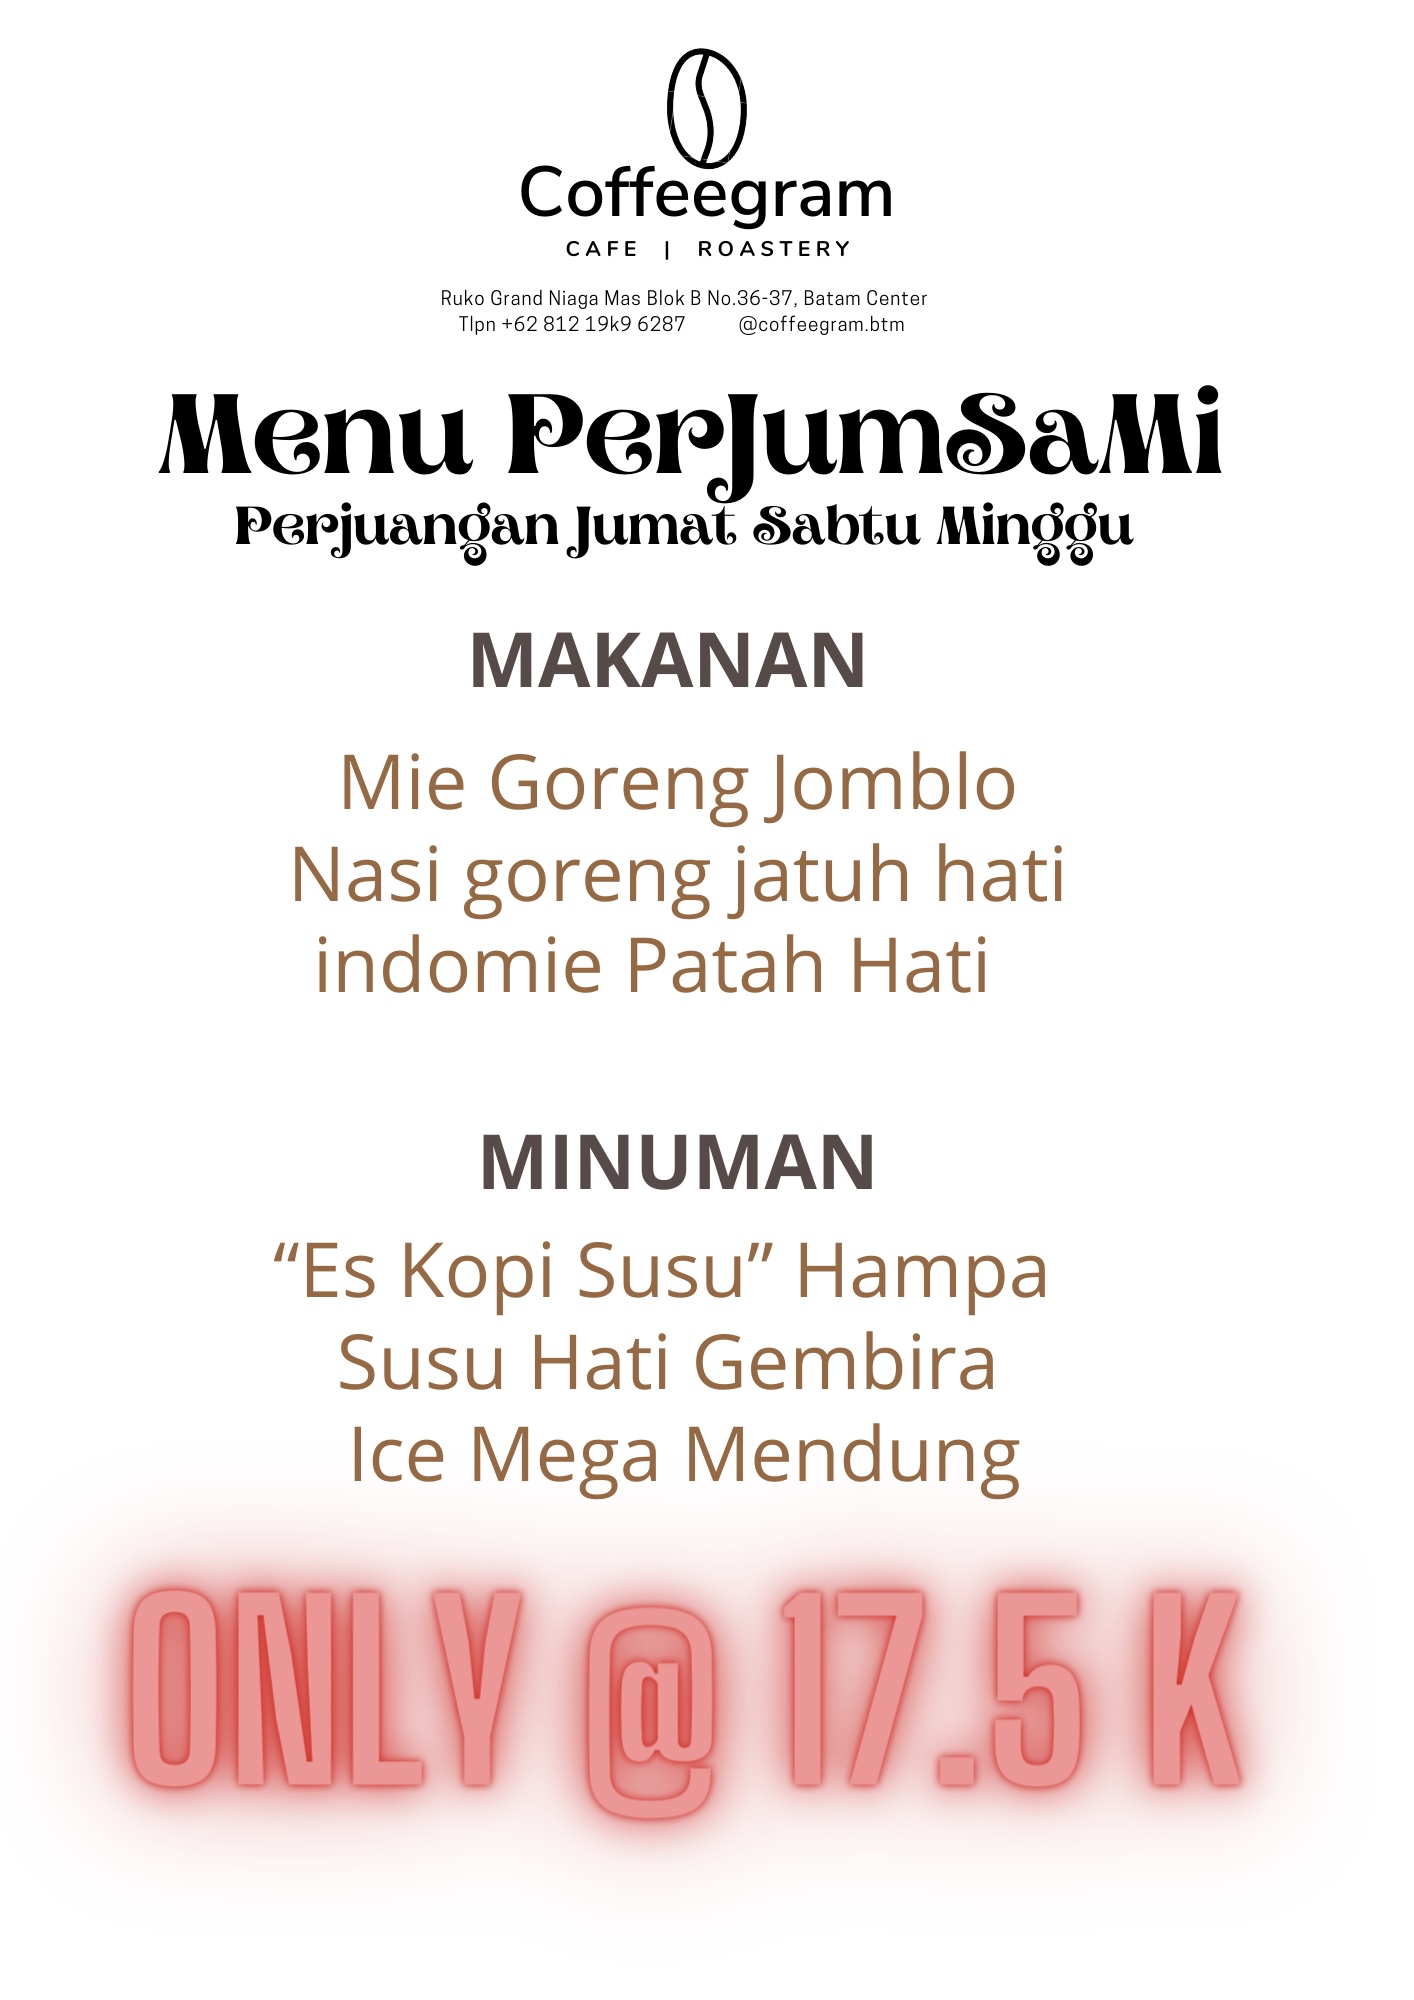 Coffeegram
CAFE | ROASTERY
Ruko Grand Niaga Mas Blok B No.36-37, Batam Center
Tlpn +62 812 19k9 6287 @coffeegram.btm
Menu PerJumSaMi
Perjuangan Jumat Sabtu Minggu
MAKANAN
Mie Goreng Jomblo
Nasi goreng jatuh hati
indomie Patah Hati
MINUMAN
“Es Kopi Susu” Hampa
Susu Hati Gembira
Ice Mega Mendung
ONLY @ 17.5 K